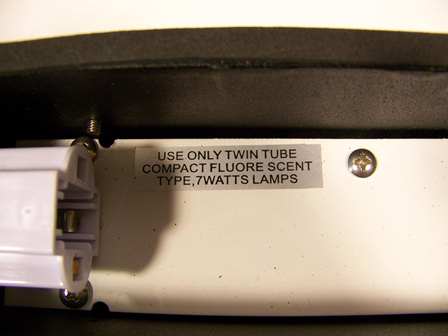 USE ONLY TWIN TUBE
COMPACT FLUORE SCENT
TYPE,7WATTS LAMPS